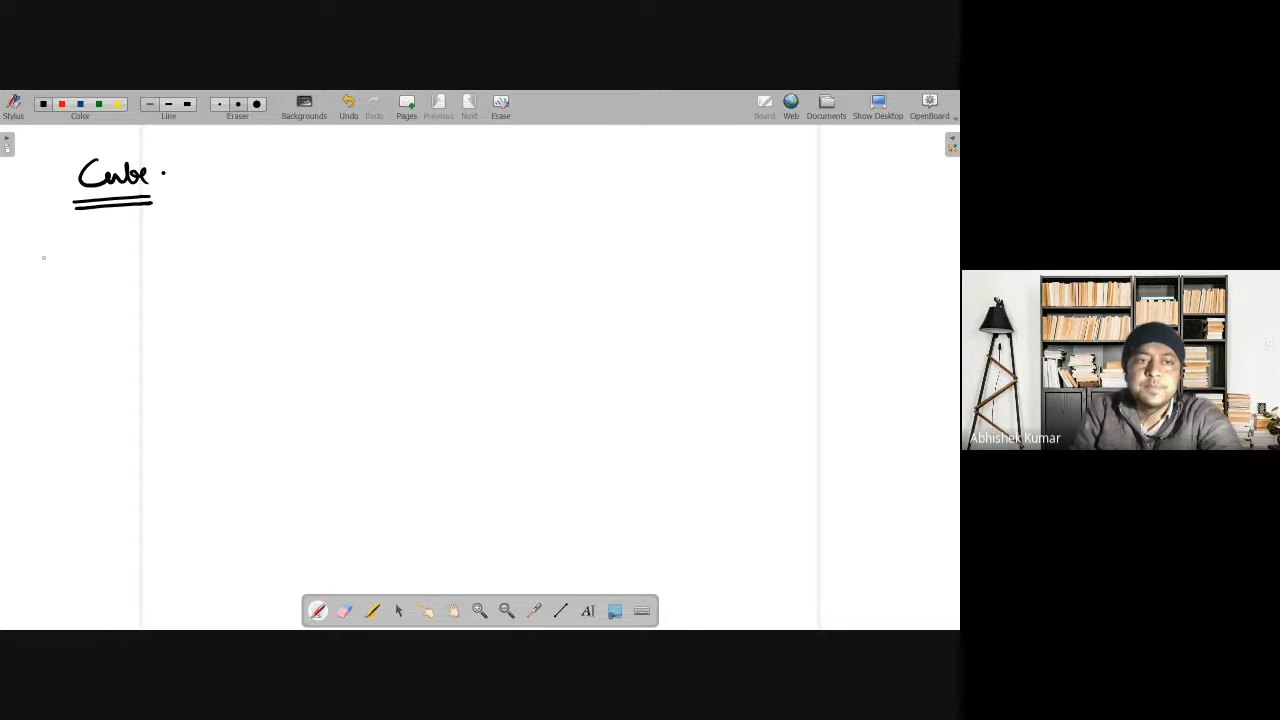 Stylus Color Line Eraser Backgrounds Undo Redo Pages Previous Next Erase Board Web Documents Show Desktop OpenBoard
Cube
AI
Abhishek Kumar